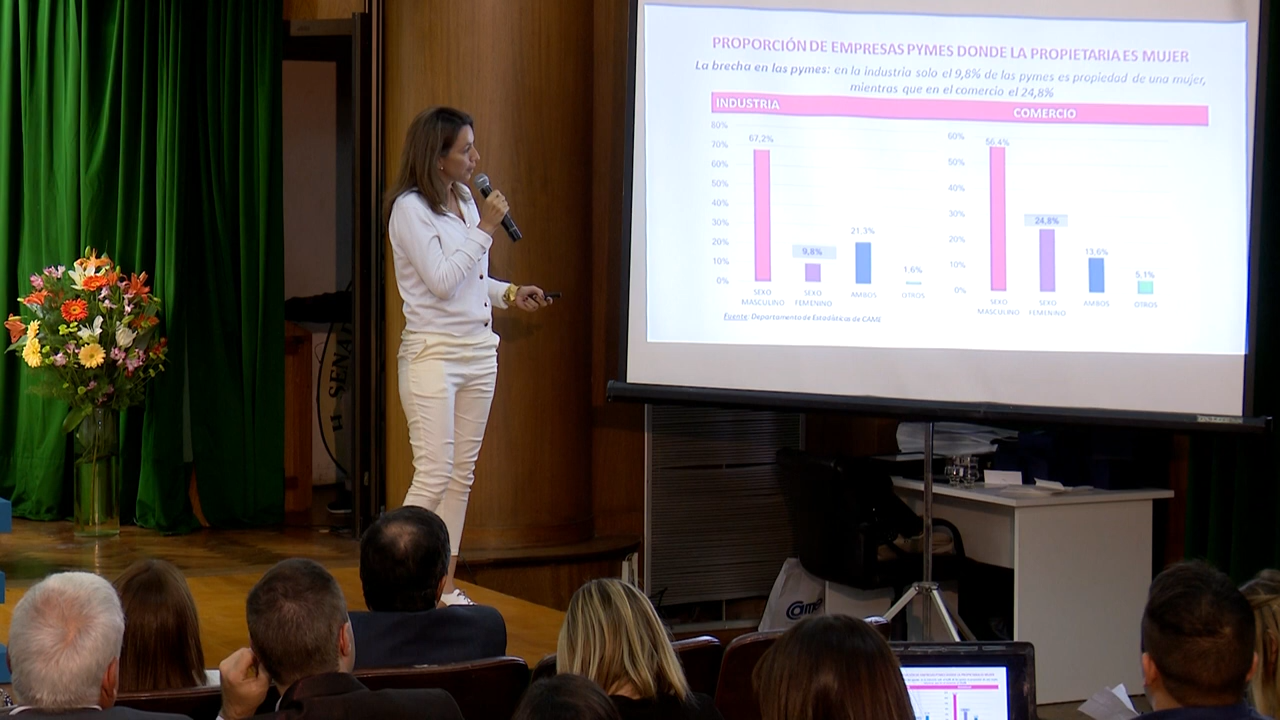 PROPORCIÓN DE EMPRESAS PYMES DONDE LA PROPIETARIA ES MUJER
La brecha en las pymes: en la industria solo el 9,8% de las pymes es propiedad de una mujer,
mientras que en el comercio el 24,8%
INDUSTRIA
80%
70%
60%
50%
40%
30%
20%
10%
0%
67,2%
9,8%
21,3%
1,6%
SEXO MASCULINO
SEXO FEMENINO
AMBOS
OTROS
Fuente: Departamento de Estadísticas de CAME
COMERCIO
60%
50%
40%
30%
20%
10%
0%
56,4%
24,8%
13,6%
5,1%
SEXO MASCULINO
SEXO FEMENINO
AMBOS
OTROS
came